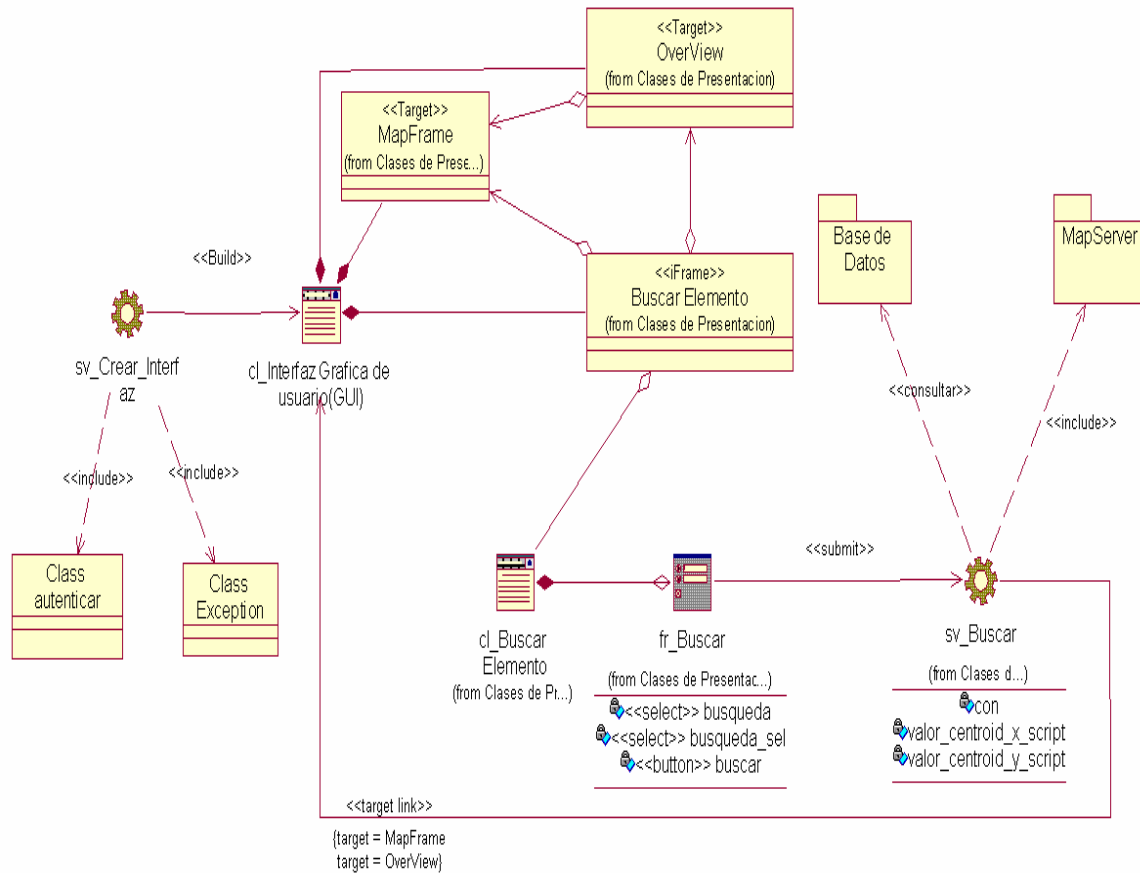 <<Target>>
OverView
(from Clases de Presentacion)
<<Target>>
MapFrame
(from Clases de Prese...)
<<Build>>
<<iFrame>>
Buscar Elemento
(from Clases de Presentacion)
Base de
Datos
MapServer
sv_Crear_Interf
az
cl_Interfaz Grafica de
usuario(GUI)
<<consultar>>
<<include>>
<<include>>
<<include>>
Class
autenticar
Class
Exception
<<submit>>
cl_Buscar
Elemento
(from Clases de Pr...)
fr_Buscar
(from Clases de Presentac...)
<<select>> busqueda
<<select>> busqueda_sel
<<button>> buscar
sv_Buscar
(from Clases d...)
con
valor_centroid_x_script
valor_centroid_y_script
<<target link>>
{target = MapFrame
target = OverView}